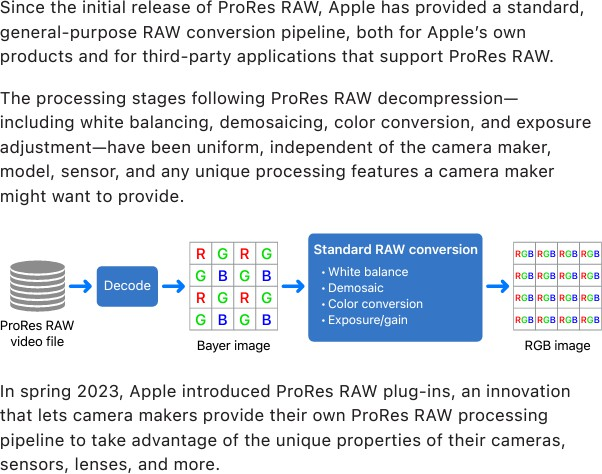 Since the initial release of ProRes RAW, Apple has provided a standard,
general-purpose RAW conversion pipeline, both for Apple’s own
products and for third-party applications that support ProRes RAW.
The processing stages following ProRes RAW decompression—
including white balancing, demosaicing, color conversion, and exposure
adjustment—have been uniform, independent of the camera maker,
model, sensor, and any unique processing features a camera maker
might want to provide.
ProRes RAW
video file
Decode
R G R G
G B G B
R G R G
G B G B
Bayer image
Standard RAW conversion
• White balance
• Demosaic
• Color conversion
• Exposure/gain
RGB RGB RGB RGB
RGB RGB RGB RGB
RGB RGB RGB RGB
RGB RGB RGB RGB
RGB image
In spring 2023, Apple introduced ProRes RAW plug-ins, an innovation
that lets camera makers provide their own ProRes RAW processing
pipeline to take advantage of the unique properties of their cameras,
sensors, lenses, and more.